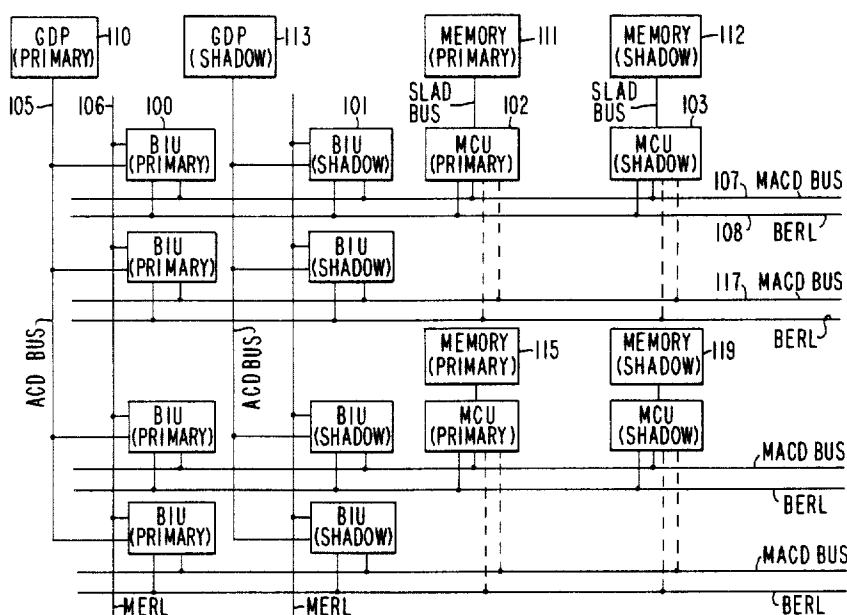 GDP
(PRIMARY)
110
GDP
(SHADOW)
113
MEMORY
(PRIMARY)
111
MEMORY
(SHADOW)
112
105
106
100
101
SLAD
BUS
102
SLAD
BUS
103
BIU
(PRIMARY)
BIU
(SHADOW)
MCU
(PRIMARY)
MCU
(SHADOW)
107 MACD BUS
108 BERL
BIU
(PRIMARY)
BIU
(SHADOW)
117 MACD BUS
BERL
ACD BUS
ACD BUS
MEMORY
(PRIMARY)
115
MEMORY
(SHADOW)
119
BIU
(PRIMARY)
BIU
(SHADOW)
MCU
(PRIMARY)
MCU
(SHADOW)
MACD BUS
BERL
BIU
(PRIMARY)
BIU
(SHADOW)
MACD BUS
BERL
MERL
MERL